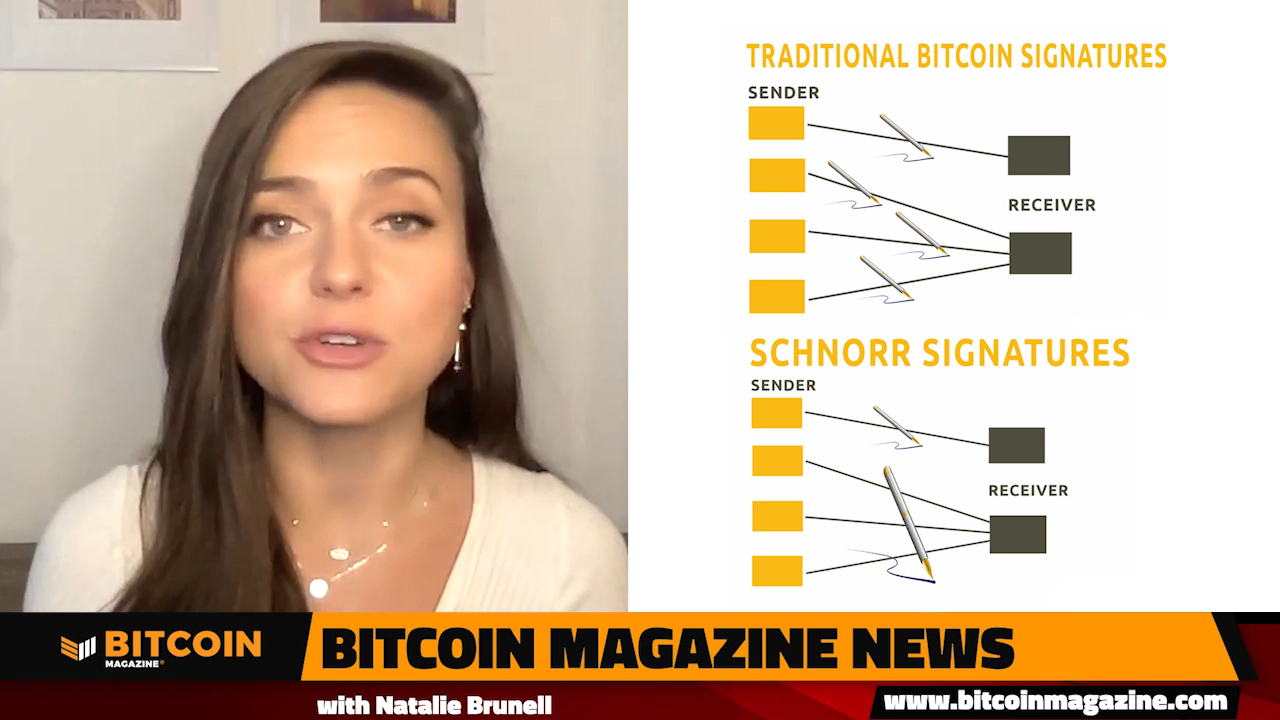 TRADITIONAL BITCOIN SIGNATURES
SENDER
RECEIVER
SCHNORR SIGNATURES
SENDER
RECEIVER
BITCOIN
MAGAZINE®
BITCOIN MAGAZINE NEWS
with Natalie Brunell
www.bitcoinmagazine.com